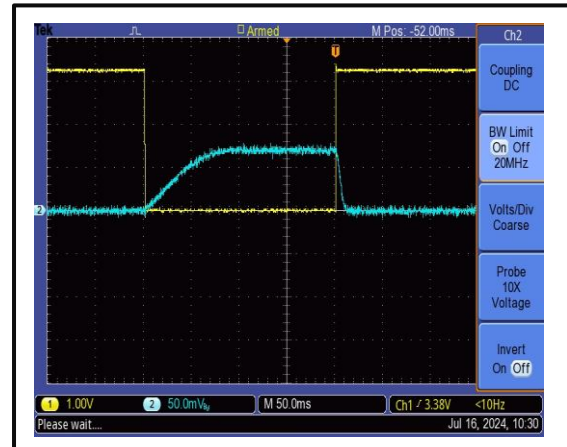 Tek Armed M Pos: -52.00ms Ch2
T
Coupling
DC
BW Limit
On Off
20MHz
2
Volts/Div
Coarse
Probe
10X
Voltage
Invert
On Off
1 1.00V 2 50.0mVBW M 50.0ms Ch1 / 3.38V <10Hz
Please wait.... Jul 16, 2024, 10:30